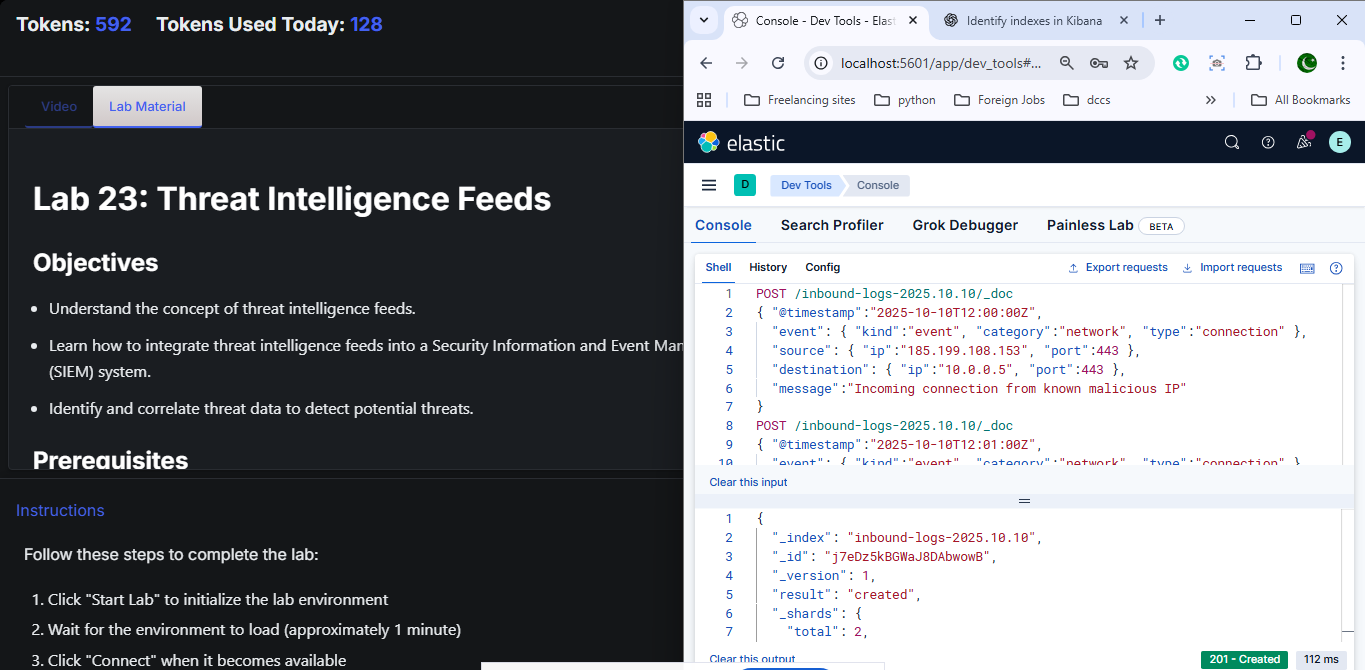 Tokens: 592 Tokens Used Today: 128
Video Lab Material
Lab 23: Threat Intelligence Feeds
Objectives
Understand the concept of threat intelligence feeds.
Learn how to integrate threat intelligence feeds into a Security Information and Event Mar
(SIEM) system.
Identify and correlate threat data to detect potential threats.
Prerequisites
Instructions
Follow these steps to complete the lab:
1. Click "Start Lab" to initialize the lab environment
2. Wait for the environment to load (approximately 1 minute)
3. Click "Connect" when it becomes available
Console - Dev Tools - Elast
Identify indexes in Kibana
localhost:5601/app/dev_tools#...
Freelancing sites python Foreign Jobs dccs » All Bookmarks
elastic E
D Dev Tools Console
Console Search Profiler Grok Debugger Painless Lab BETA
Shell History Config Export requests Import requests
1 POST /inbound-logs-2025.10.10/_doc
2 { "@timestamp":"2025-10-10T12:00:00Z",
3 "event": { "kind":"event", "category":"network", "type":"connection" },
4 "source": { "ip":"185.199.108.153", "port":443 },
5 "destination": { "ip":"10.0.0.5", "port":443 },
6 "message":"Incoming connection from known malicious IP"
7 }
8 POST /inbound-logs-2025.10.10/_doc
9 { "@timestamp":"2025-10-10T12:01:00Z",
10 "event": { "kind":"event", "category":"network", "type":"connection" }
Clear this input
1 {
2 "_index": "inbound-logs-2025.10.10",
3 "_id": "j7eDz5kBGWaJ8DAbwowB",
4 "_version": 1,
5 "result": "created",
6 "_shards": {
7 "total": 2,
Clear this output
201 - Created 112 ms